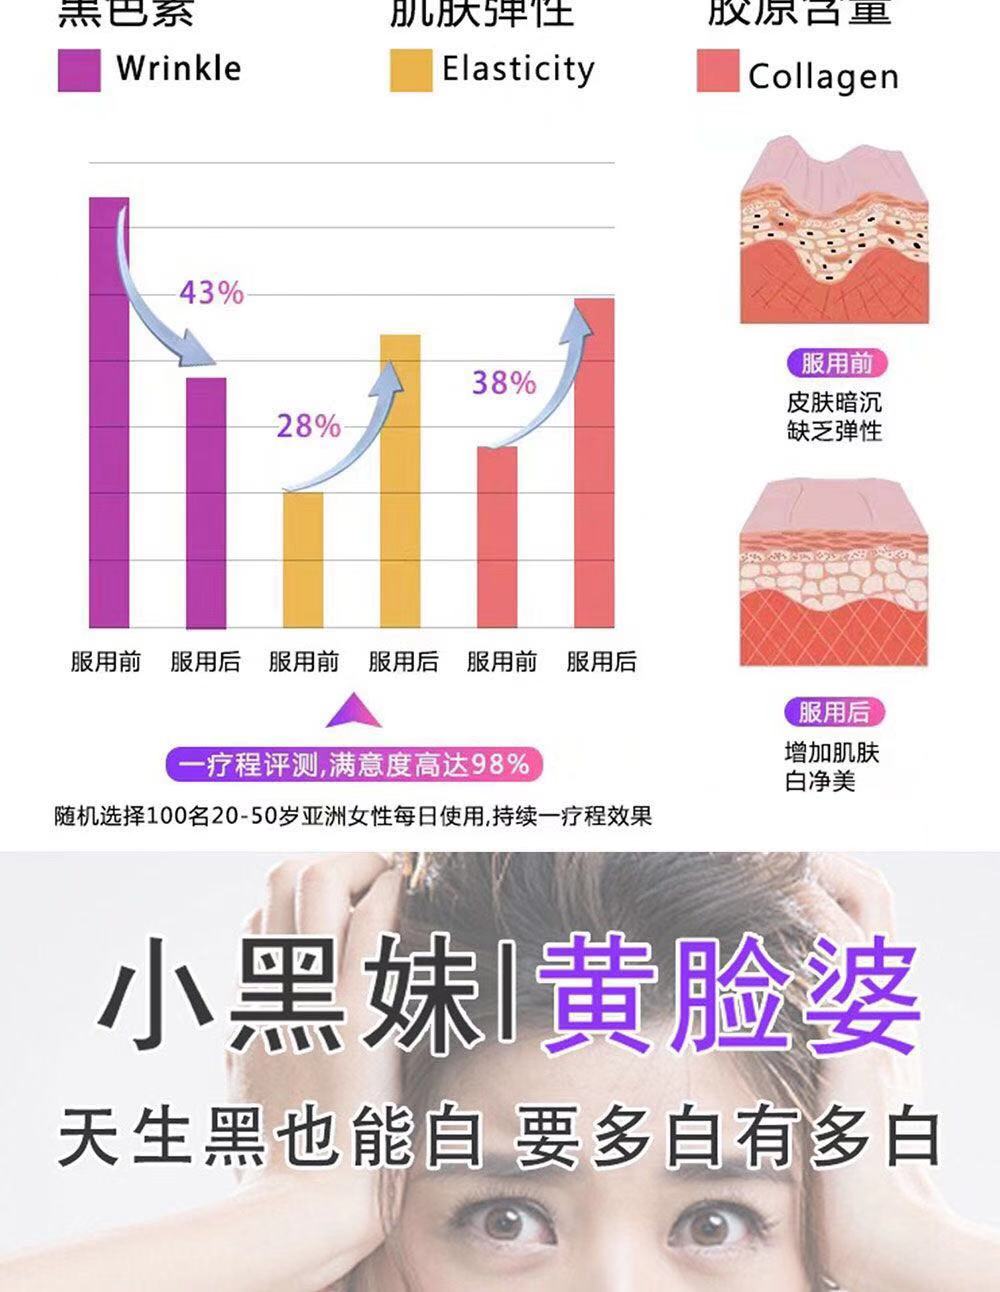 黑色素 肌肤弹性 胶原含量
Wrinkle Elasticity Collagen
43%
28%
38%
服用前 服用后 服用前 服用后 服用前 服用后
一疗程评测,满意度高达98%
随机选择100名20-50岁亚洲女性每日使用,持续一疗程效果
服用前
皮肤暗沉
缺乏弹性
服用后
增加肌肤
白净美
小黑妹|黄脸婆
天生黑也能白 要多白有多白